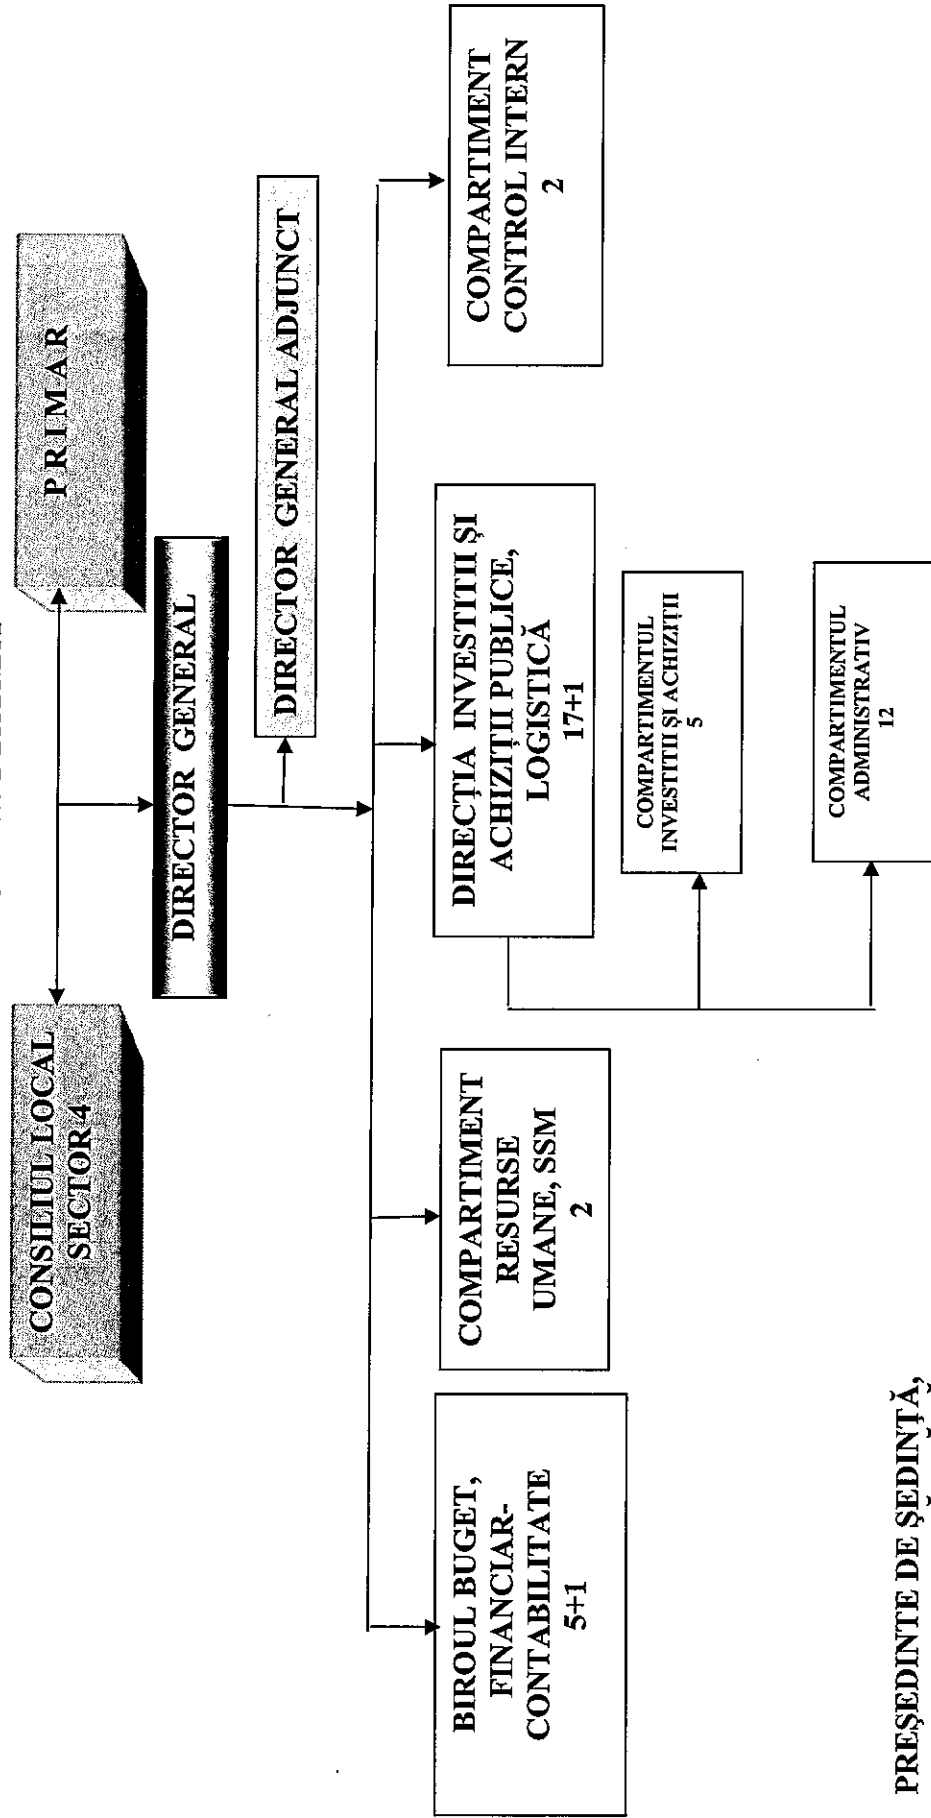 CONSILIUL LOCAL
SECTOR 4
PRIMAR
DIRECTOR GENERAL
DIRECTOR GENERAL ADJUNCT
BIROUL BUGET,
FINANCIAR-
CONTABILITATE
5+1
COMPARTIMENT
RESURSE
UMANE, SSM
2
DIRECȚIA INVESTITII ȘI
ACHIZIȚII PUBLICE,
LOGISTICĂ
17+1
COMPARTIMENT
CONTROL INTERN
2
COMPARTIMENTUL
INVESTITII ȘI ACHIZIȚII
5
COMPARTIMENTUL
ADMINISTRATIV
12
PREȘEDINTE DE ȘEDINȚĂ,